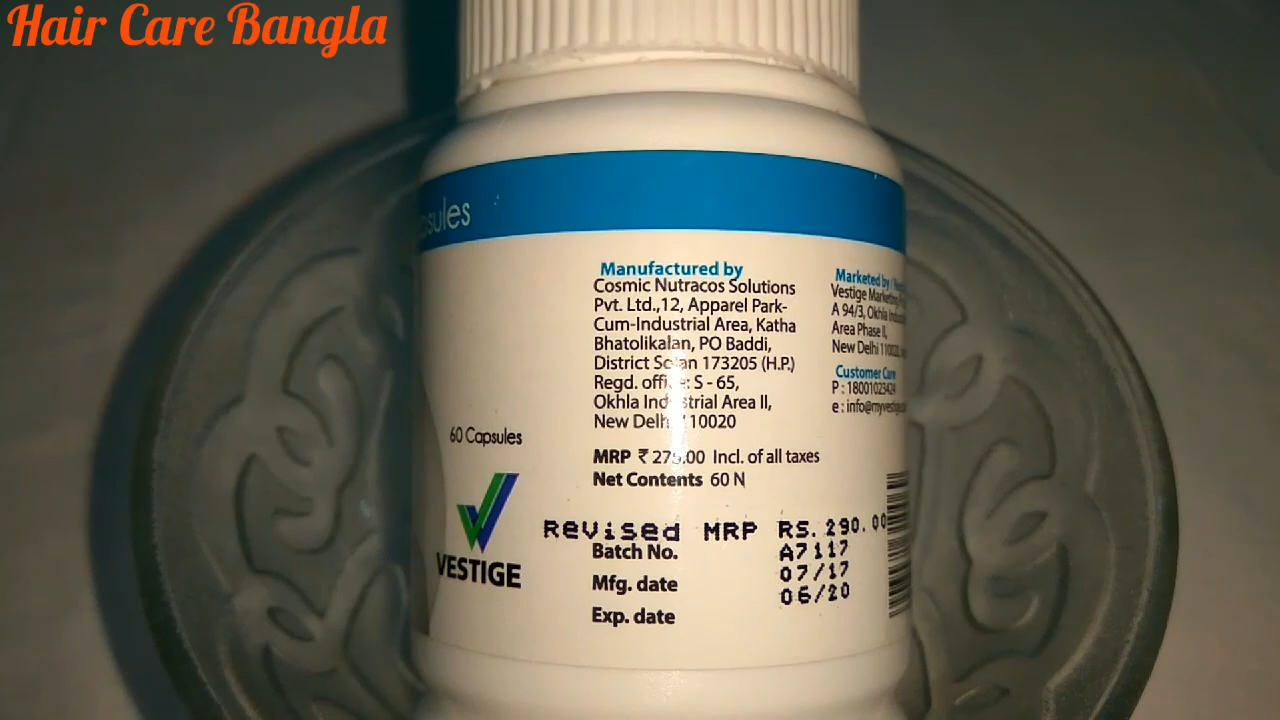 Hair Care Bangla
Capsules
Manufactured by
Cosmic Nutracos Solutions
Pvt. Ltd.,12, Apparel Park-
Cum-Industrial Area, Katha
Bhatolikalan, PO Baddi,
District Solan 173205 (H.P.)
Regd. office: S - 65,
Okhla Industrial Area II,
New Delhi 110020
MRP ₹ 275.00 Incl. of all taxes
Net Contents 60 N
Marketed by /
Vestige Marketing
A 94/3, Okhla
Area Phase II,
New Delhi 110020,
Customer Care
P : 18001023424
e : info@myvestige
60 Capsules
VESTIGE
Revised MRP RS. 290.00
Batch No. A7117
Mfg. date 07/17
Exp. date 06/20